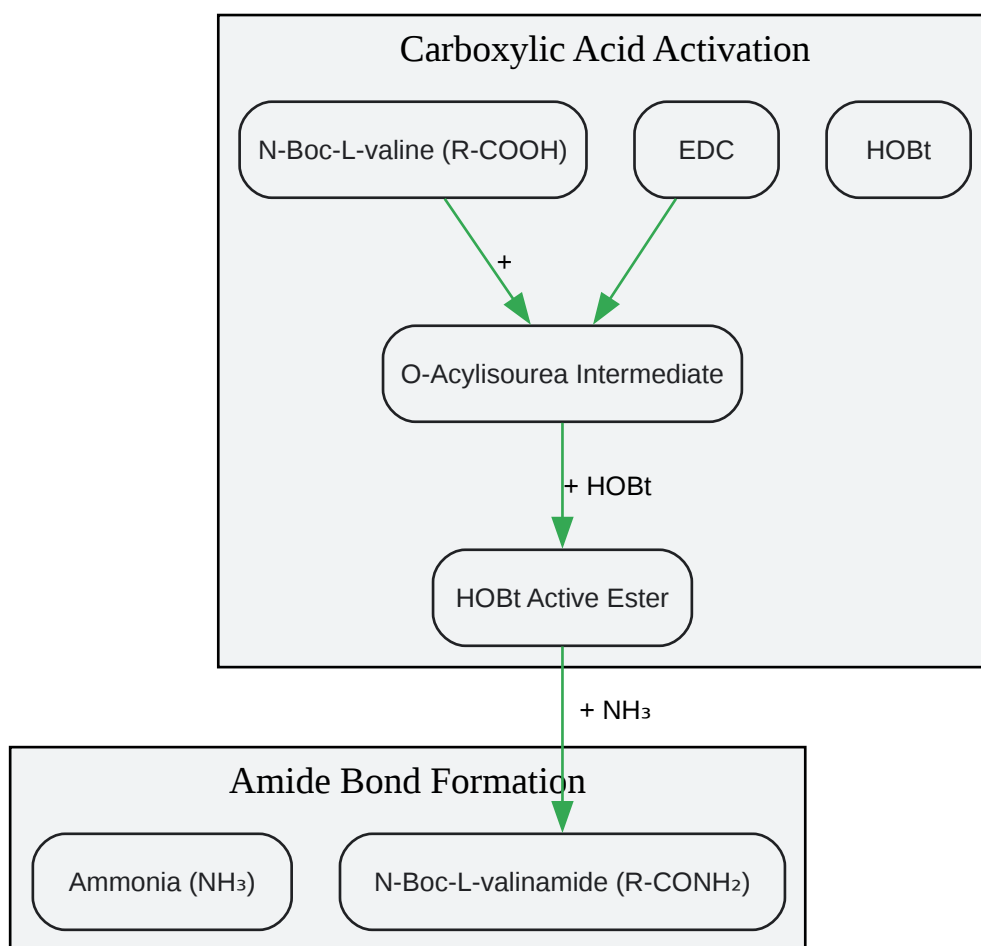 Carboxylic Acid Activation
N-Boc-L-valine (R-COOH)
EDC
HOBt
+
O-Acylisourea Intermediate
+ HOBt
HOBt Active Ester
+ NH₃
Amide Bond Formation
Ammonia (NH₃)
N-Boc-L-valinamide (R-CONH₂)